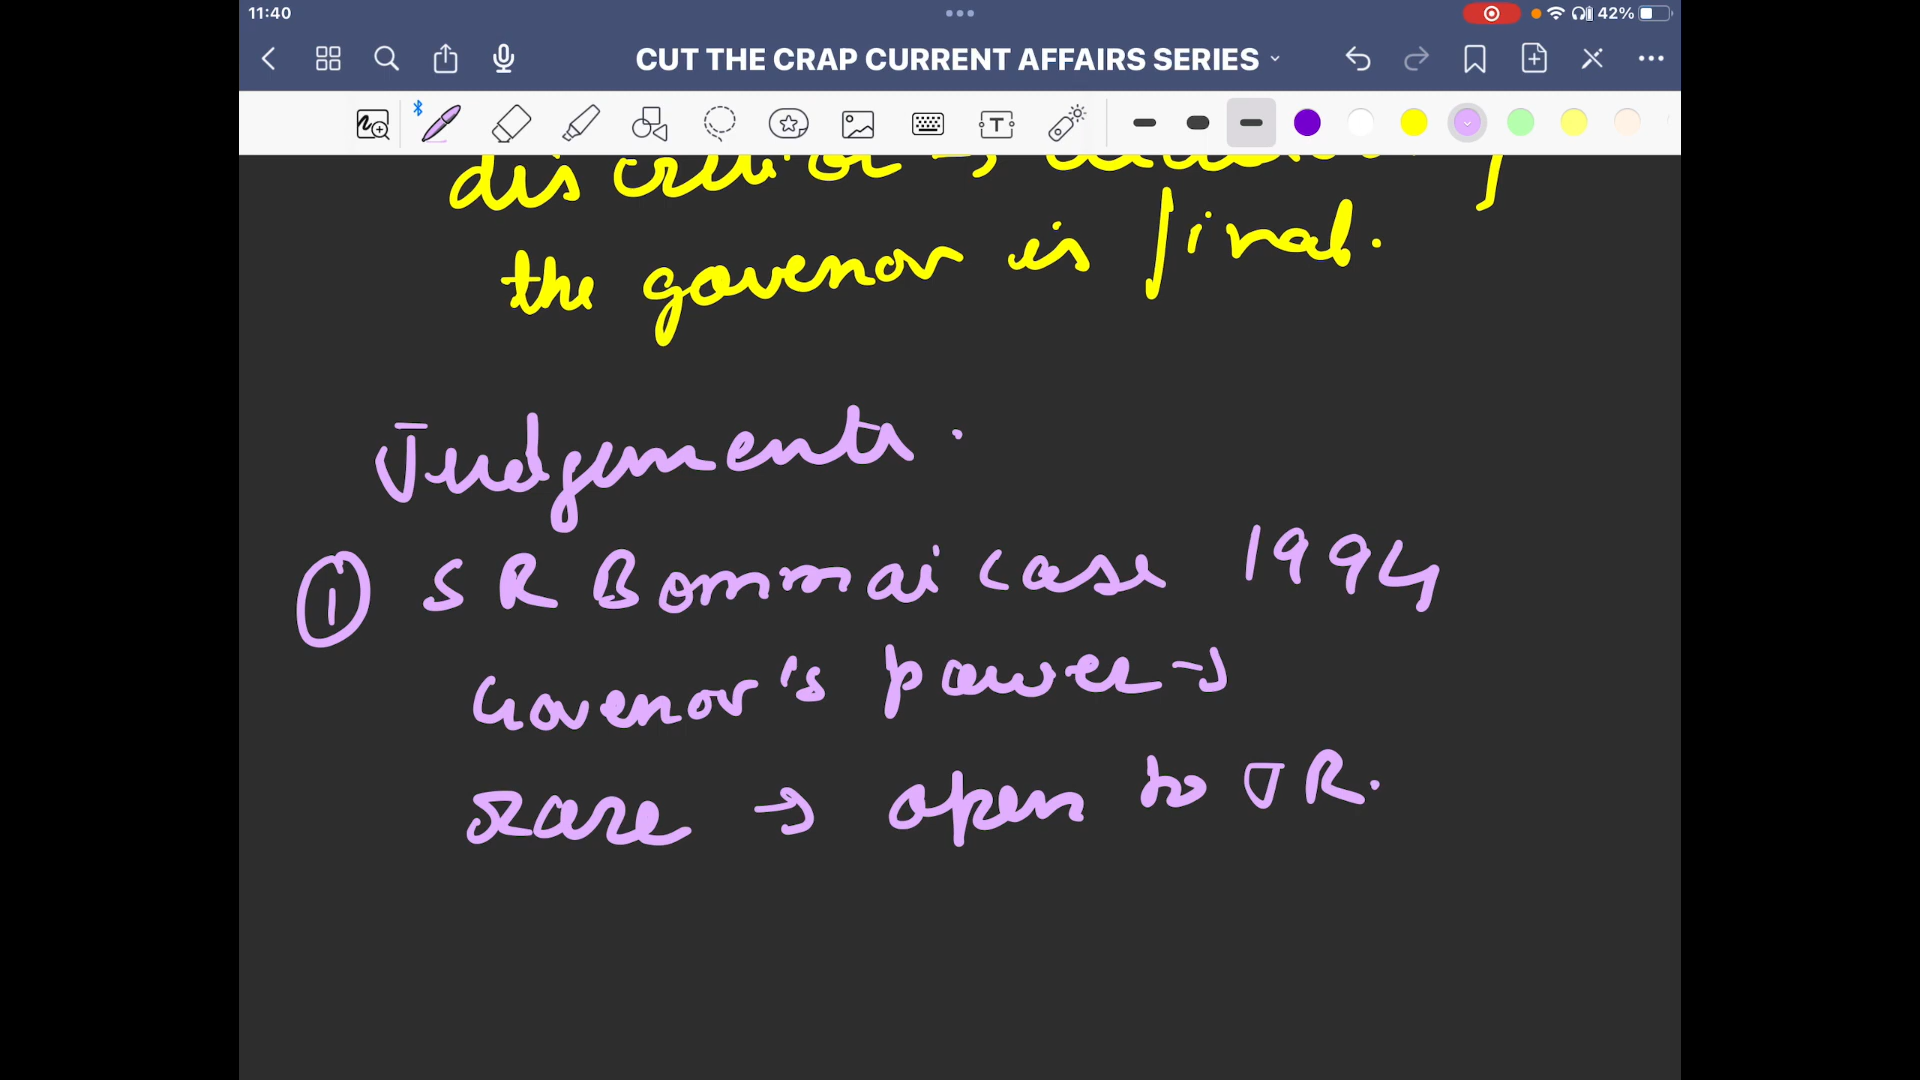 11:40
42%
CUT THE CRAP CURRENT AFFAIRS SERIES
the govenor is final.
Judgements.
① S R Bommai case 1994
Govenor's power →
rare → open to JR.